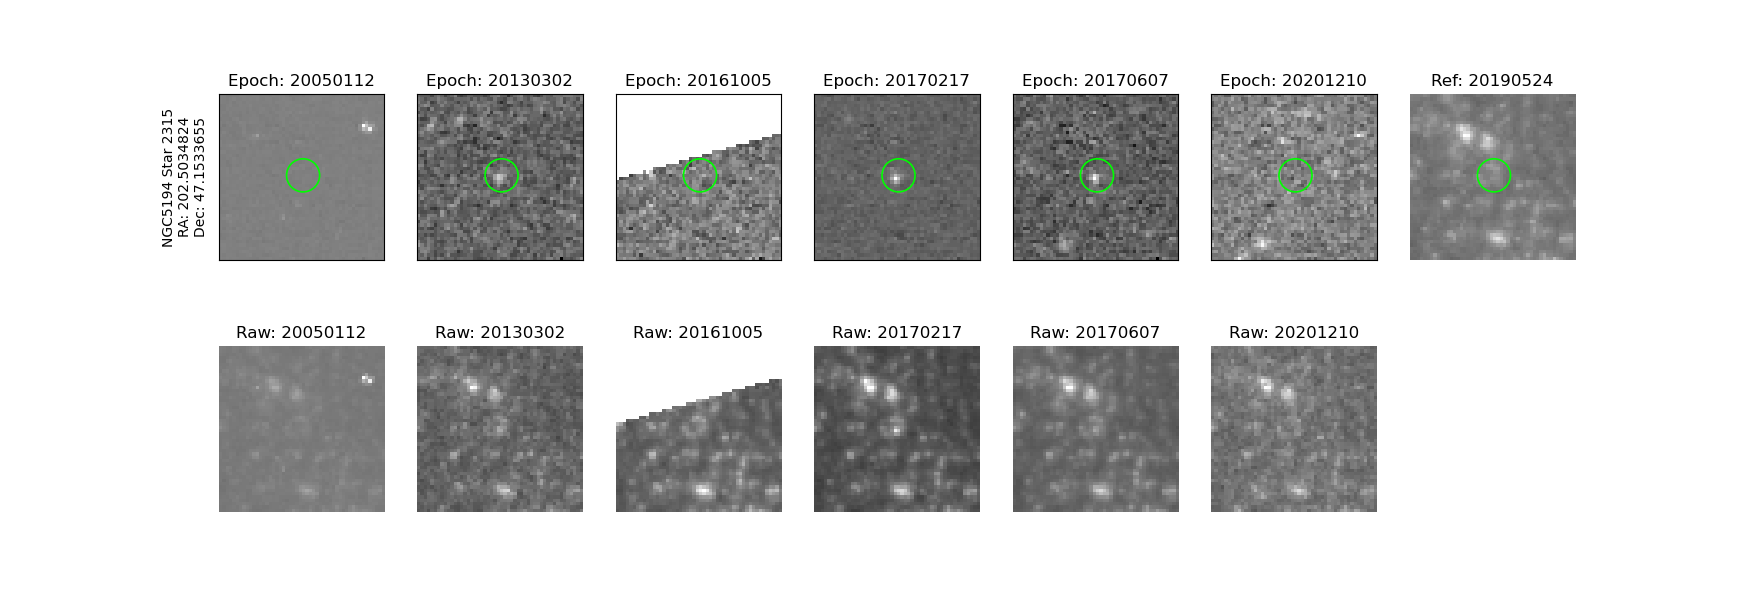 Epoch: 20050112
Epoch: 20130302
Epoch: 20161005
Epoch: 20170217
Epoch: 20170607
Epoch: 20201210
Ref: 20190524
NGC5194 Star 2315
RA: 202.5034824
Dec: 47.1533655
Raw: 20050112
Raw: 20130302
Raw: 20161005
Raw: 20170217
Raw: 20170607
Raw: 20201210